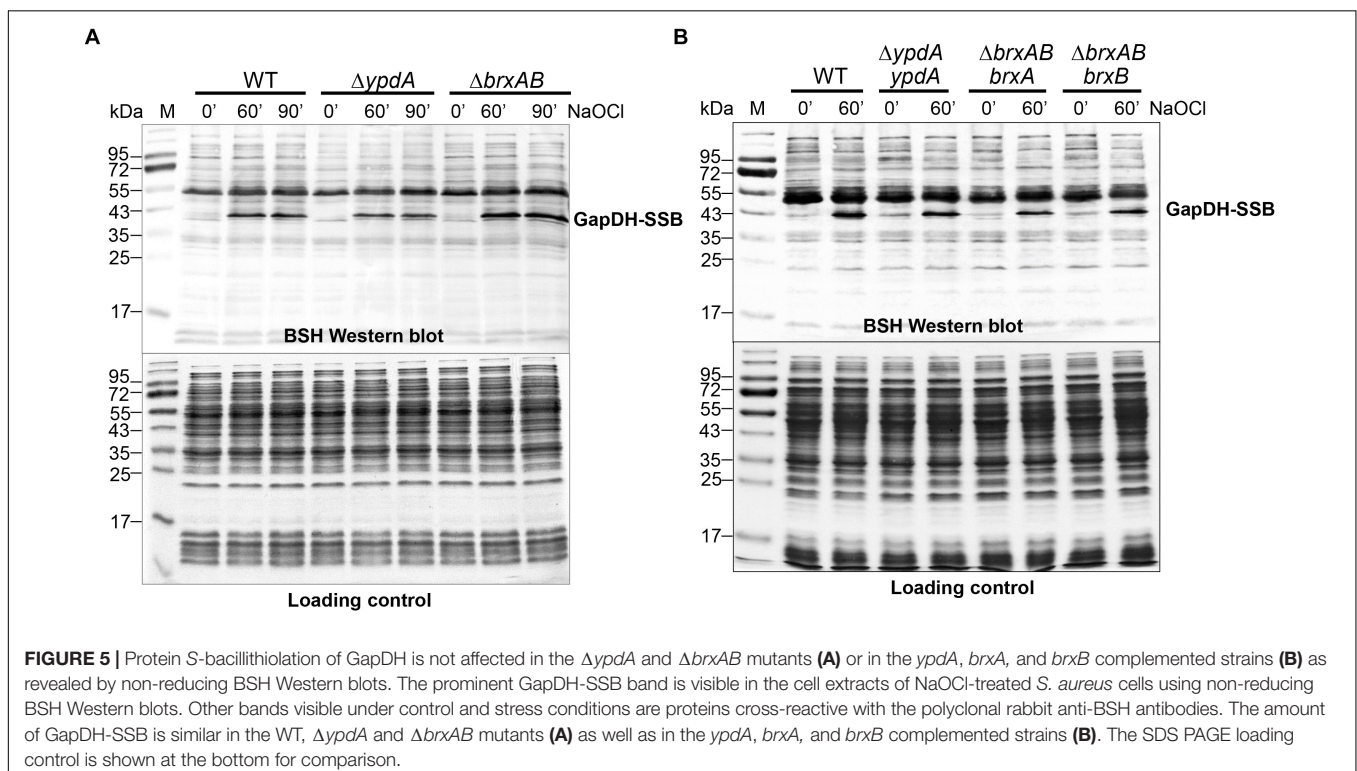 A
WT ΔypdA ΔbrxAB
kDa M 0' 60' 90' 0' 60' 90' 0' 60' 90' NaOCl
95
72
55
43
GapDH-SSB
35
25
17
BSH Western blot
95
72
55
43
35
25
17
Loading control
B
WT ΔypdA ypdA ΔbrxAB brxA ΔbrxAB brxB
kDa M 0' 60' 0' 60' 0' 60' 0' 60' NaOCl
95
72
55
43
GapDH-SSB
35
25
17
BSH Western blot
95
72
55
43
35
25
17
Loading control
FIGURE 5 | Protein S-bacillithiolation of GapDH is not affected in the ΔypdA and ΔbrxAB mutants (A) or in the ypdA, brxA, and brxB complemented strains (B) as
revealed by non-reducing BSH Western blots. The prominent GapDH-SSB band is visible in the cell extracts of NaOCl-treated S. aureus cells using non-reducing
BSH Western blots. Other bands visible under control and stress conditions are proteins cross-reactive with the polyclonal rabbit anti-BSH antibodies. The amount
of GapDH-SSB is similar in the WT, ΔypdA and ΔbrxAB mutants (A) as well as in the ypdA, brxA, and brxB complemented strains (B). The SDS PAGE loading
control is shown at the bottom for comparison.